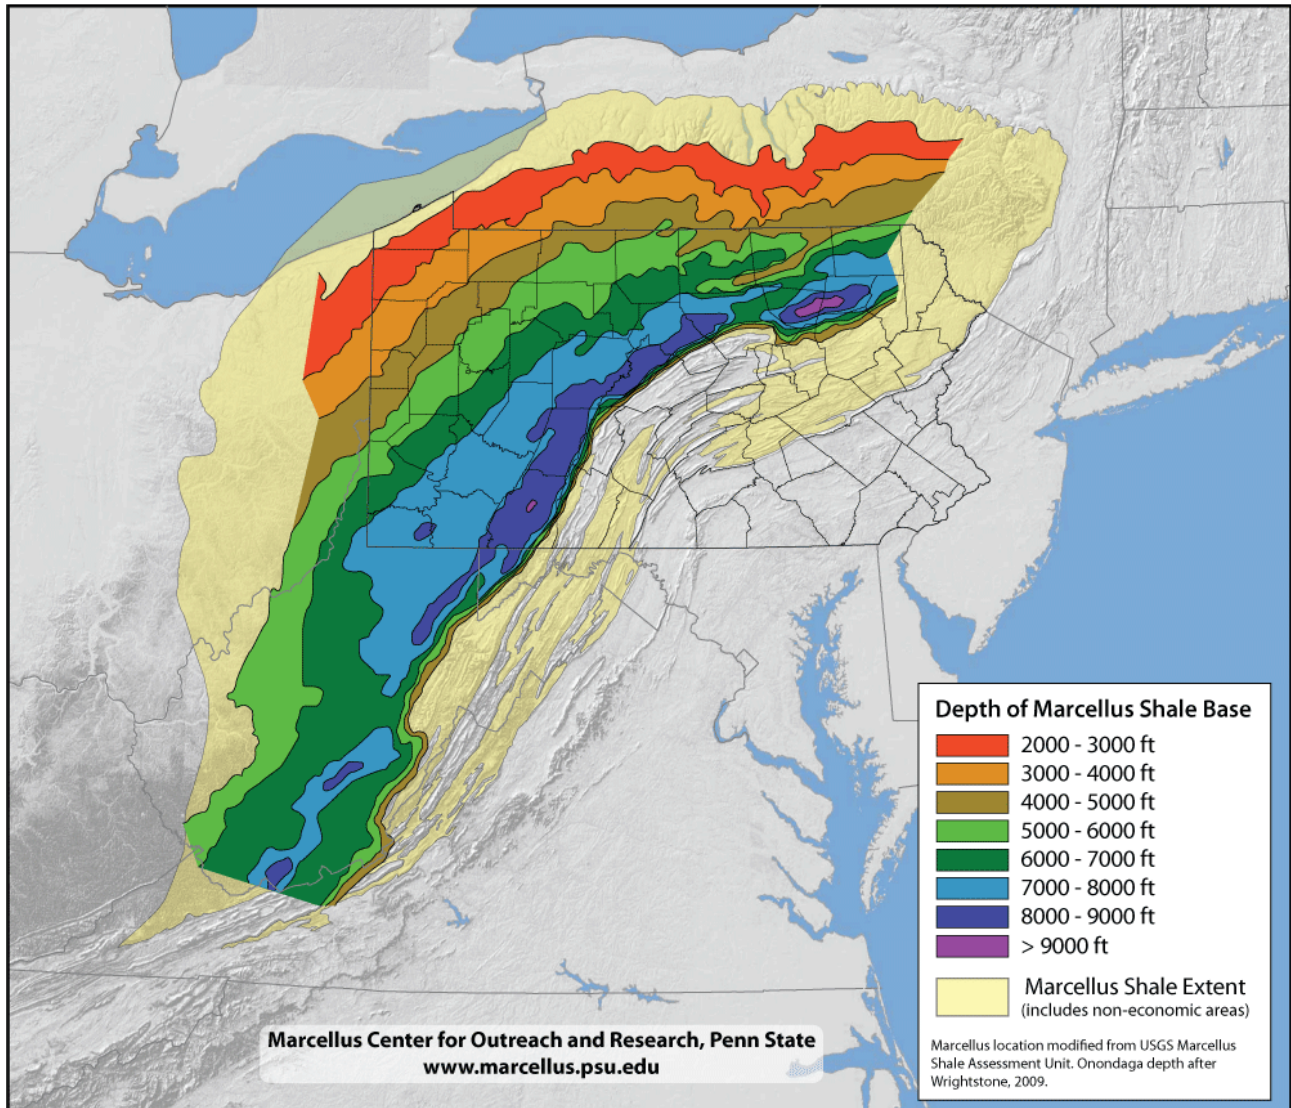 Depth of Marcellus Shale Base
2000 - 3000 ft
3000 - 4000 ft
4000 - 5000 ft
5000 - 6000 ft
6000 - 7000 ft
7000 - 8000 ft
8000 - 9000 ft
> 9000 ft
Marcellus Shale Extent
(includes non-economic areas)
Marcellus location modified from USGS Marcellus
Shale Assessment Unit. Onondaga depth after
Wrightstone, 2009.
Marcellus Center for Outreach and Research, Penn State
www.marcellus.psu.edu